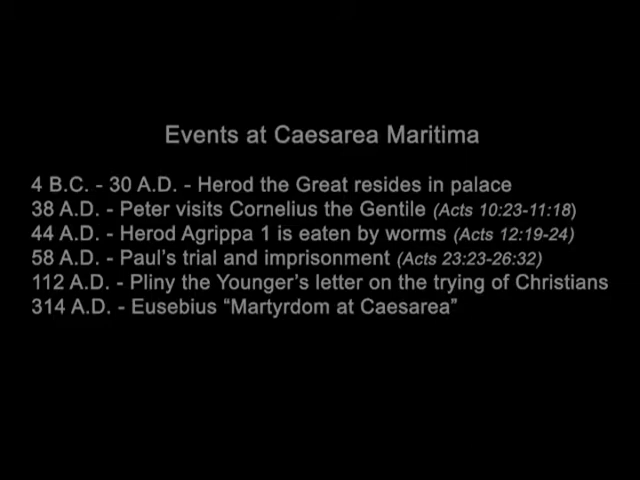 Events at Caesarea Maritima
4 B.C. - 30 A.D. - Herod the Great resides in palace
38 A.D. - Peter visits Cornelius the Gentile (Acts 10:23-11:18)
44 A.D. - Herod Agrippa 1 is eaten by worms (Acts 12:19-24)
58 A.D. - Paul's trial and imprisonment (Acts 23:23-26:32)
112 A.D. - Pliny the Younger's letter on the trying of Christians
314 A.D. - Eusebius “Martyrdom at Caesarea”